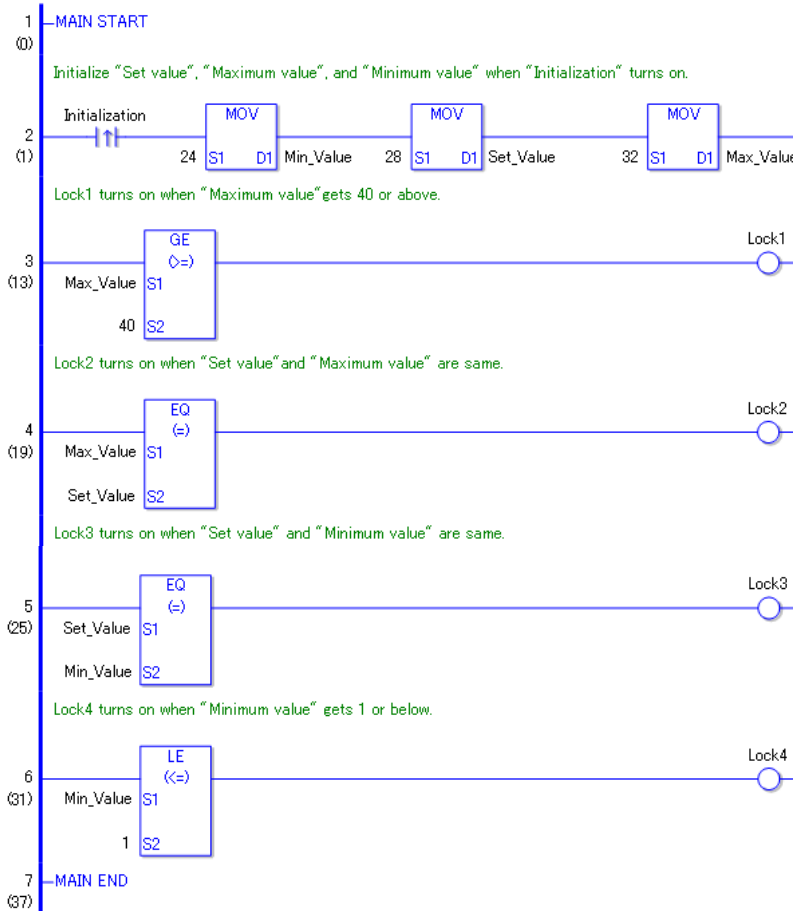 1 MAIN START
(0)
Initialize "Set value", "Maximum value", and "Minimum value" when "Initialization" turns on.
Initialization MOV MOV MOV
2
(1) 24 S1 D1 Min_Value 28 S1 D1 Set_Value 32 S1 D1 Max_Value
Lock1 turns on when "Maximum value"gets 40 or above.
GE Lock1
3 (>=)
(13) Max_Value S1
40 S2
Lock2 turns on when "Set value"and "Maximum value" are same.
EQ Lock2
4 (=)
(19) Max_Value S1
Set_Value S2
Lock3 turns on when "Set value" and "Minimum value" are same.
EQ Lock3
5 (=)
(25) Set_Value S1
Min_Value S2
Lock4 turns on when "Minimum value" gets 1 or below.
LE Lock4
6 (<=)
(31) Min_Value S1
1 S2
7 MAIN END
(37)